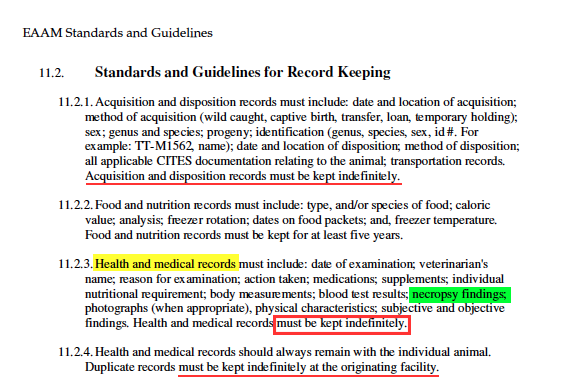 EAAM Standards and Guidelines
11.2. Standards and Guidelines for Record Keeping
11.2.1. Acquisition and disposition records must include: date and location of acquisition;
method of acquisition (wild caught, captive birth, transfer, loan, temporary holding);
sex; genus and species; progeny; identification (genus, species, sex, id #. For
example: TT-M1562, name); date and location of disposition; method of disposition;
all applicable CITES documentation relating to the animal; transportation records.
Acquisition and disposition records must be kept indefinitely.
11.2.2. Food and nutrition records must include: type, and/or species of food; caloric
value; analysis; freezer rotation; dates on food packets; and, freezer temperature.
Food and nutrition records must be kept for at least five years.
11.2.3. Health and medical records must include: date of examination; veterinarian's
name; reason for examination; action taken; medications; supplements; individual
nutritional requirement; body measurements; blood test results; necropsy findings;
photographs (when appropriate), physical characteristics; subjective and objective
findings. Health and medical records must be kept indefinitely.
11.2.4. Health and medical records should always remain with the individual animal.
Duplicate records must be kept indefinitely at the originating facility.